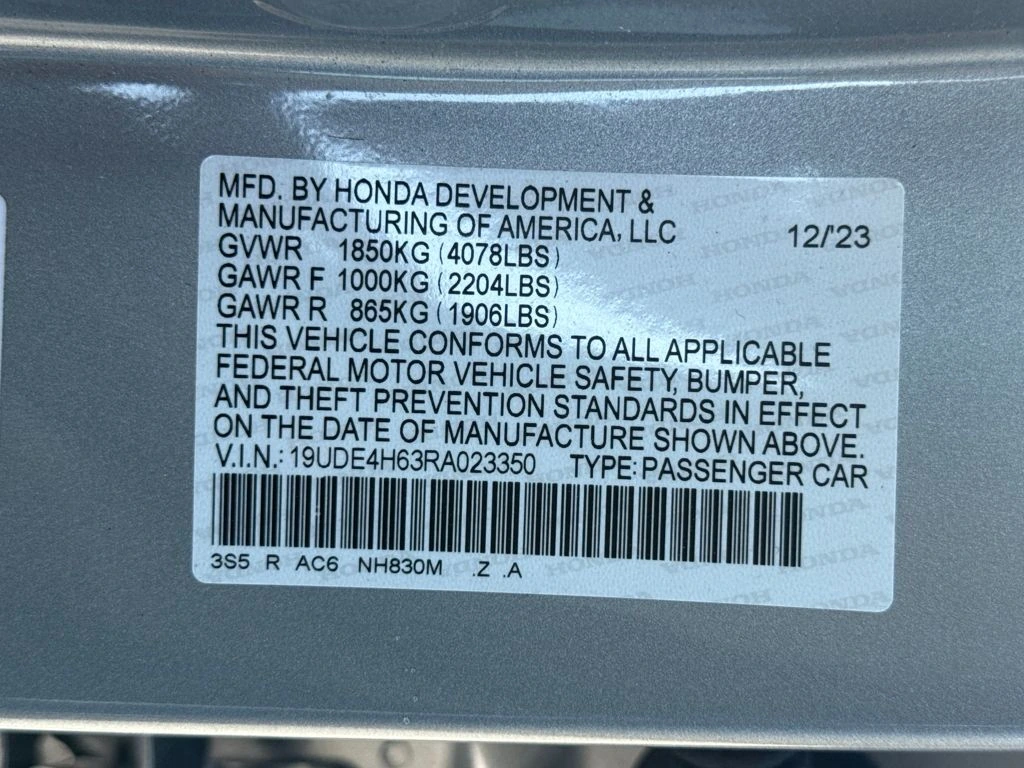 MFD. BY HONDA DEVELOPMENT &
MANUFACTURING OF AMERICA, LLC 12/'23
GVWR 1850KG (4078LBS)
GAWR F 1000KG (2204LBS)
GAWR R 865KG (1906LBS)
THIS VEHICLE CONFORMS TO ALL APPLICABLE
FEDERAL MOTOR VEHICLE SAFETY, BUMPER,
AND THEFT PREVENTION STANDARDS IN EFFECT
ON THE DATE OF MANUFACTURE SHOWN ABOVE.
V.I.N.: 19UDE4H63RA023350 TYPE: PASSENGER CAR
3S5 R AC6 NH830M .Z .A